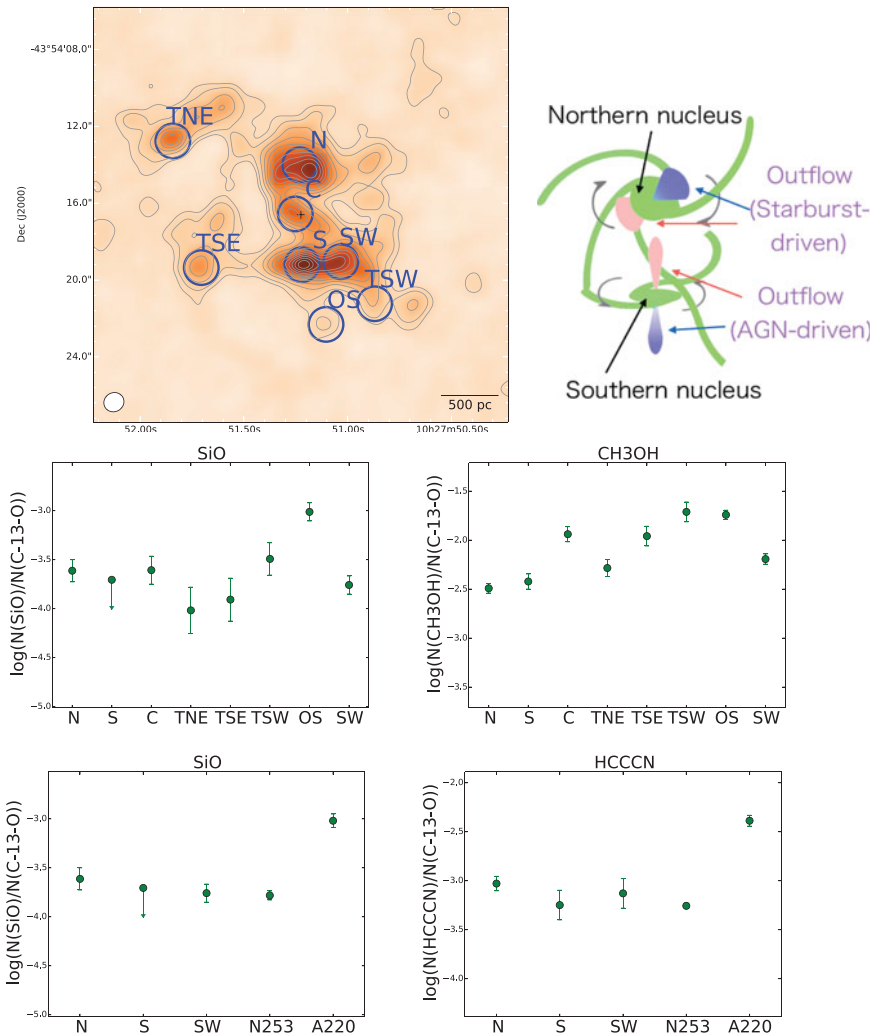 -43°54'08,0"
12.0"
16.0"
20.0"
24.0"
Dec (J2000)
TNE
N
C
TSE
S
SW
TSW
OS
500 pc
52.00s
51.50s
51.00s
10h27m50.50s
Northern nucleus
Outflow
(Starburst-
driven)
Outflow
(AGN-driven)
Southern nucleus
SiO
log(N(SiO)/N(C-13-O))
−3.0
−3.5
−4.0
−4.5
−5.0
N S C TNE TSE TSW OS SW
CH3OH
log(N(CH3OH)/N(C-13-O))
−1.5
−2.0
−2.5
−3.0
−3.5
N S C TNE TSE TSW OS SW
SiO
log(N(SiO)/N(C-13-O))
−3.0
−3.5
−4.0
−4.5
−5.0
N S SW N253 A220
HCCCN
log(N(HCCCN)/N(C-13-O))
−2,0
−2,5
−3.0
−3.5
−4.0
N S SW N253 A220